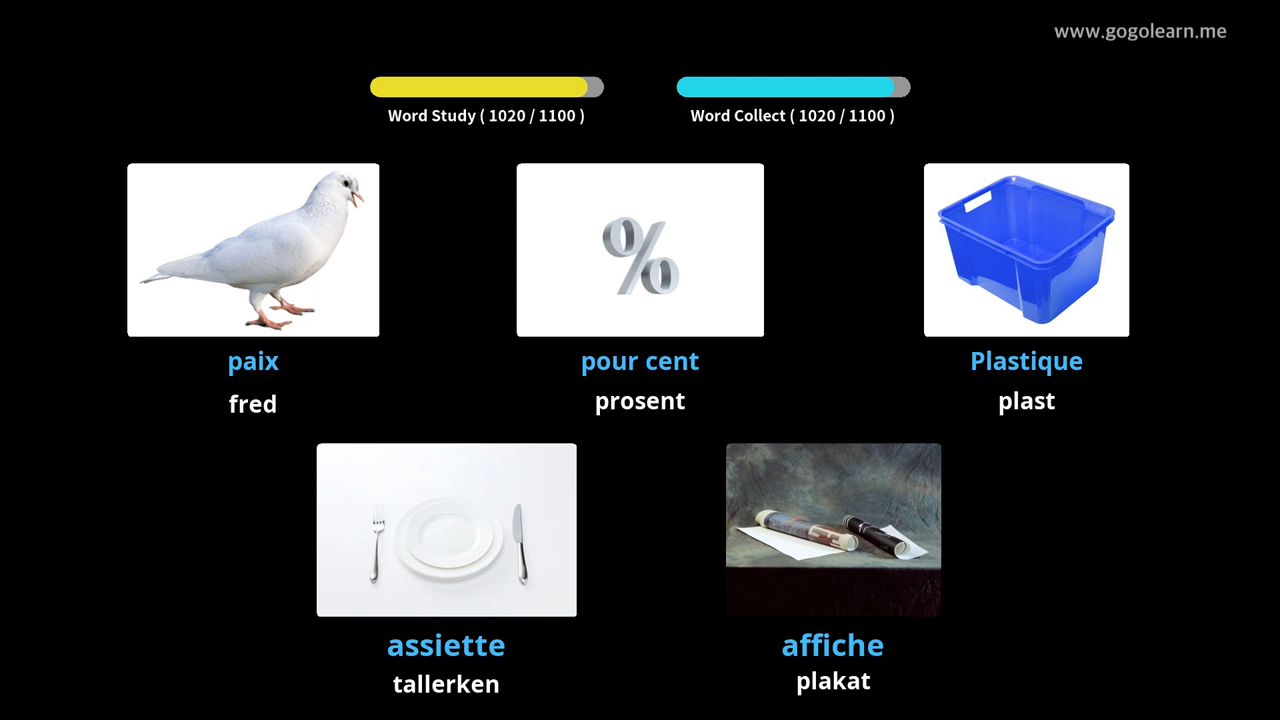 www.gogolearn.me
Word Study ( 1020 / 1100 )
Word Collect ( 1020 / 1100 )
paix
pour cent
Plastique
fred
prosent
plast
assiette
affiche
tallerken
plakat